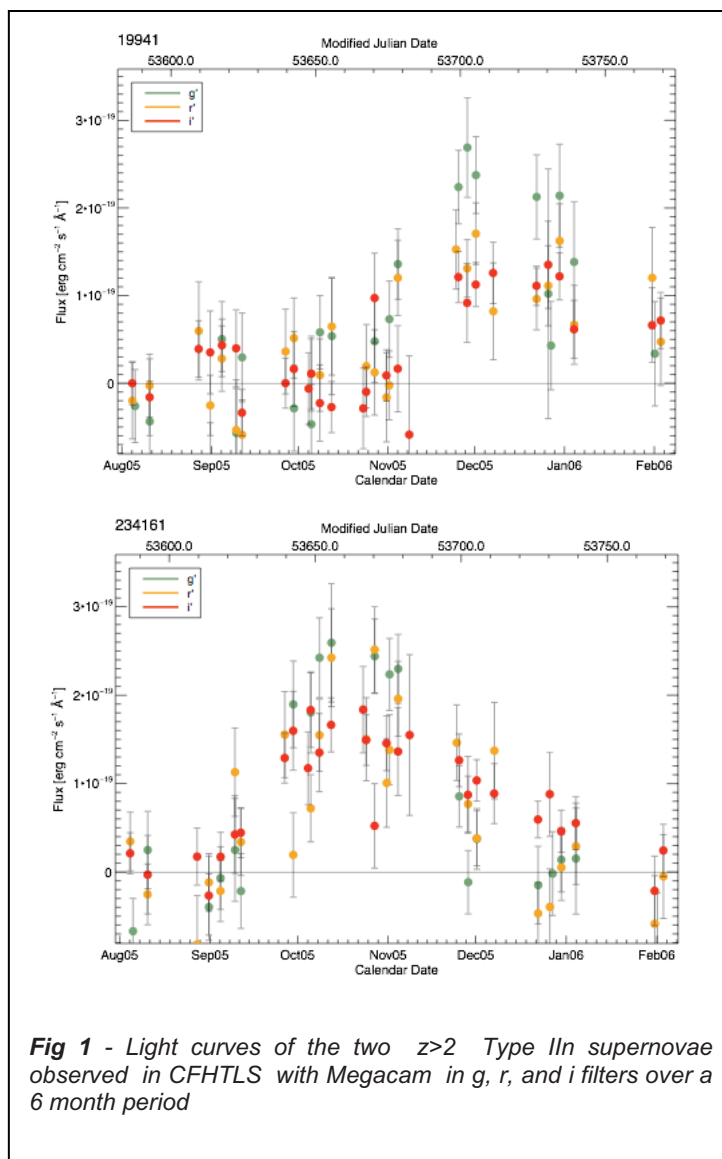 19941
Modified Julian Date
53600.0 53650.0 53700.0 53750.0
g'
r'
i'
3•10⁻¹⁹
2•10⁻¹⁹
1•10⁻¹⁹
0
Flux [erg cm⁻² s⁻¹ Å⁻¹]
Aug05 Sep05 Oct05 Nov05 Dec05 Jan06 Feb06
Calendar Date
234161
Modified Julian Date
53600.0 53650.0 53700.0 53750.0
g'
r'
i'
3•10⁻¹⁹
2•10⁻¹⁹
1•10⁻¹⁹
0
Flux [erg cm⁻² s⁻¹ Å⁻¹]
Aug05 Sep05 Oct05 Nov05 Dec05 Jan06 Feb06
Calendar Date
Fig 1 - Light curves of the two z>2 Type IIn supernovae
observed in CFHTLS with Megacam in g, r, and i filters over a
6 month period